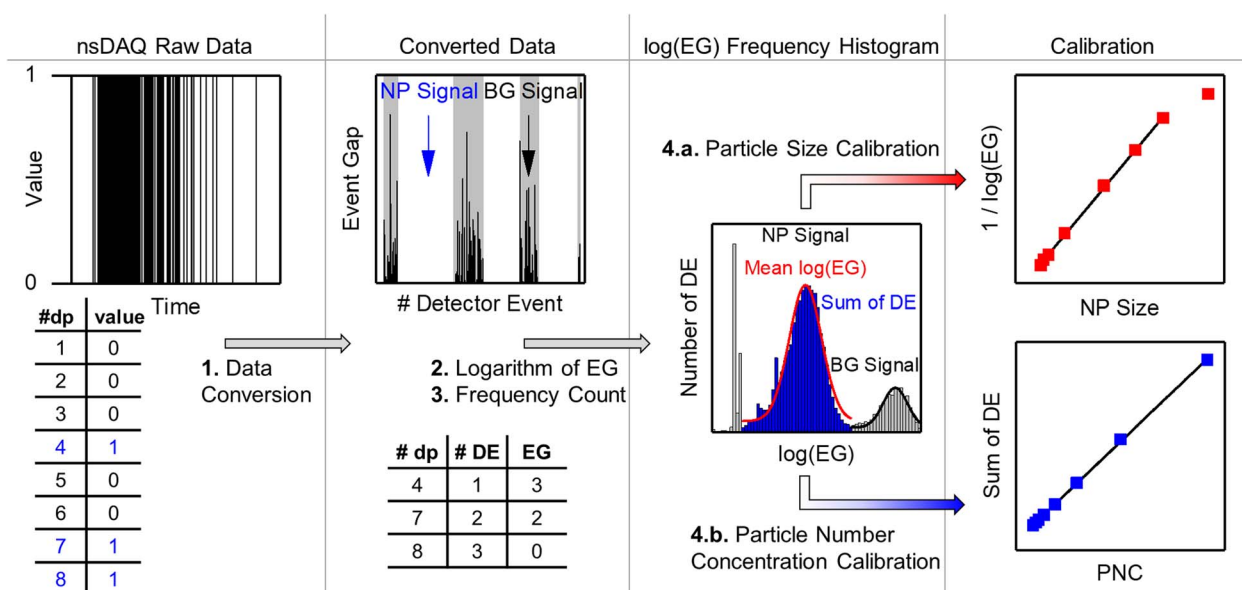 nsDAQ Raw Data
Converted Data
log(EG) Frequency Histogram
Calibration
1
Value
0
Time
#dp value
1 0
2 0
3 0
4 1
5 0
6 0
7 1
8 1
1. Data
Conversion
NP Signal BG Signal
Event Gap
# Detector Event
2. Logarithm of EG
3. Frequency Count
# dp # DE EG
4 1 3
7 2 2
8 3 0
4.a. Particle Size Calibration
NP Signal
Mean log(EG)
Sum of DE
BG Signal
Number of DE
log(EG)
4.b. Particle Number
Concentration Calibration
1 / log(EG)
NP Size
Sum of DE
PNC